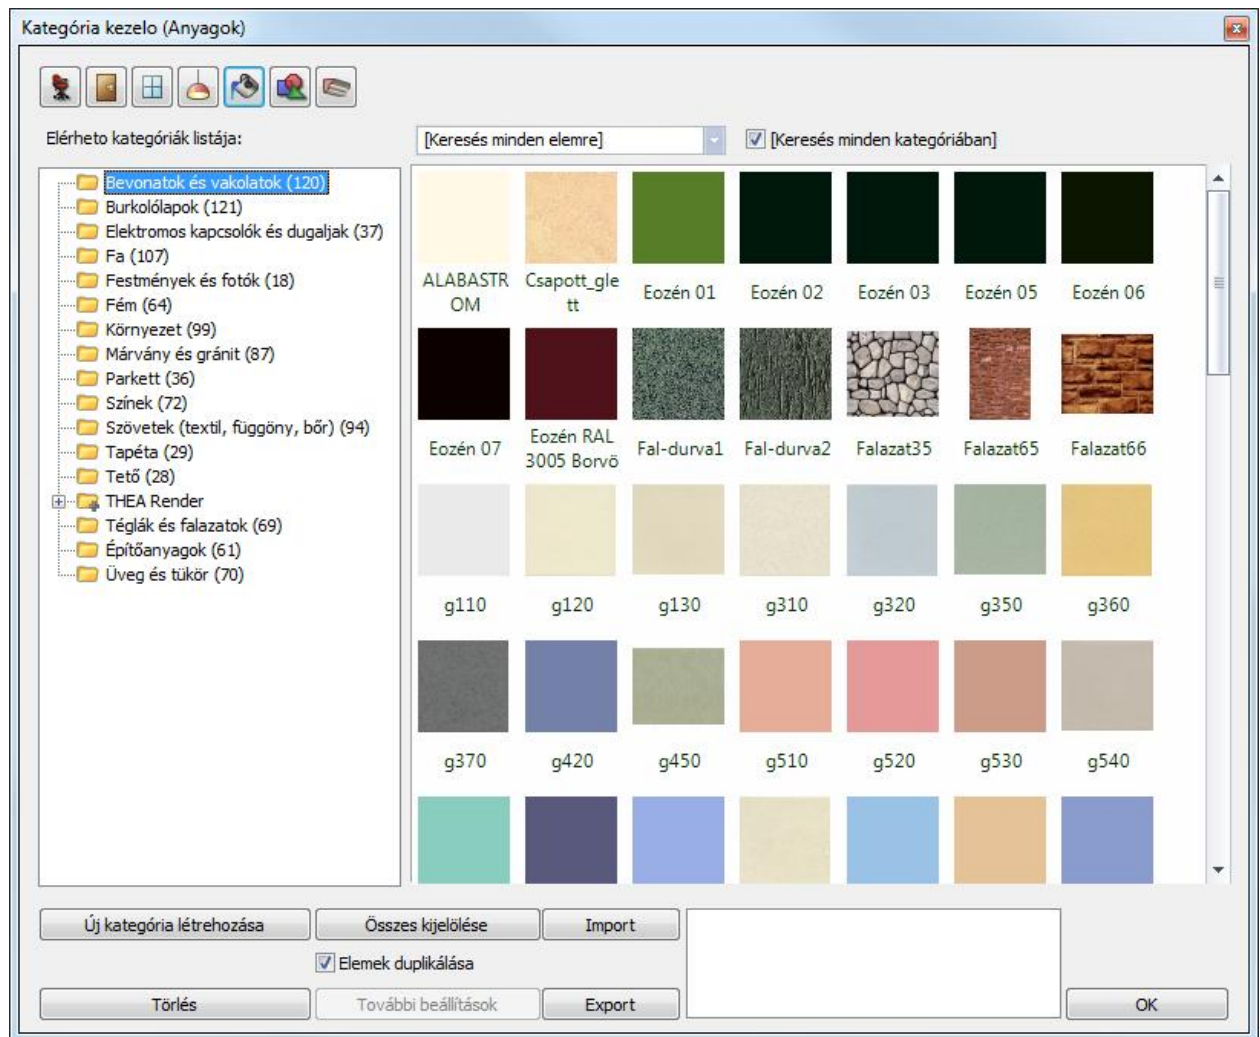 Kategória kezelo (Anyagok)
Elérheto kategóriák listája:
[Keresés minden elemre]
[Keresés minden kategóriában]
Bevonatok és vakolatok (120)
Burkolólapok (121)
Elektromos kapcsolók és dugaljak (37)
Fa (107)
Festmények és fotók (18)
Fém (64)
Környezet (99)
Márvány és gránit (87)
Parkett (36)
Színek (72)
Szövetek (textil, függöny, bőr) (94)
Tapéta (29)
Tető (28)
THEA Render
Téglák és falazatok (69)
Építőanyagok (61)
Üveg és tükör (70)
ALABASTR
OM
Csapott_gle
tt
Eozén 01
Eozén 02
Eozén 03
Eozén 05
Eozén 06
Eozén 07
Eozén RAL
3005 Borvö
Fal-durva1
Fal-durva2
Falazat35
Falazat65
Falazat66
g110
g120
g130
g310
g320
g350
g360
g370
g420
g450
g510
g520
g530
g540
Új kategória létrehozása
Összes kijelölése
Import
Elemek duplikálása
Törlés
További beállítások
Export
OK